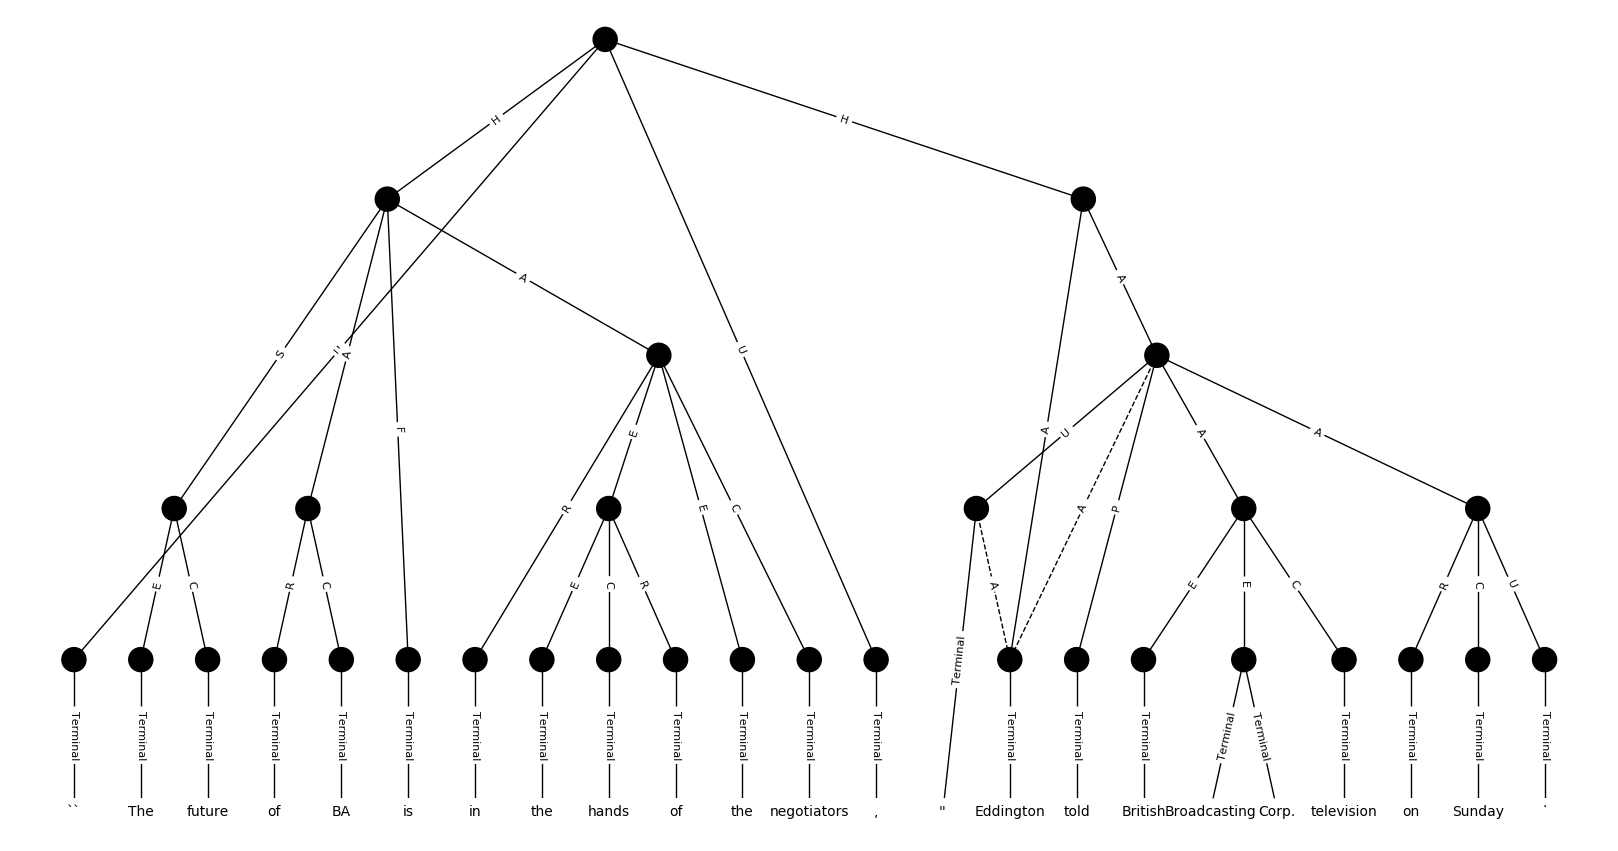 H
H
A
A
S
U
A
A
U
F
A
A
U
E
A
A
R
E
C
A
P
E
C
R
C
E
C
R
A
E
E
C
R
C
U
Terminal
Terminal Terminal Terminal Terminal Terminal Terminal Terminal Terminal Terminal Terminal Terminal Terminal Terminal Terminal Terminal Terminal Terminal Terminal Terminal Terminal Terminal Terminal
`` The future of BA is in the hands of the negotiators , " Eddington told British Broadcasting Corp. television on Sunday .